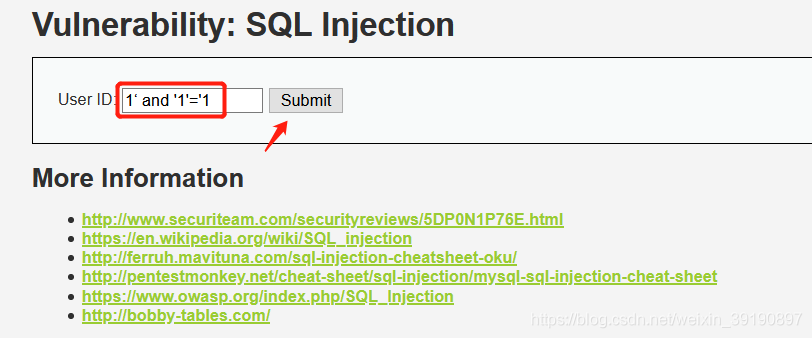 Vulnerability: SQL Injection
User ID: 1‘ and '1'='1 Submit
More Information
http://www.securiteam.com/securityreviews/5DP0N1P76E.html
https://en.wikipedia.org/wiki/SQL_injection
http://ferruh.mavituna.com/sql-injection-cheatsheet-oku/
http://pentestmonkey.net/cheat-sheet/sql-injection/mysql-sql-injection-cheat-sheet
https://www.owasp.org/index.php/SQL_Injection
http://bobby-tables.com/
https://blog.csdn.net/weixin_39190897